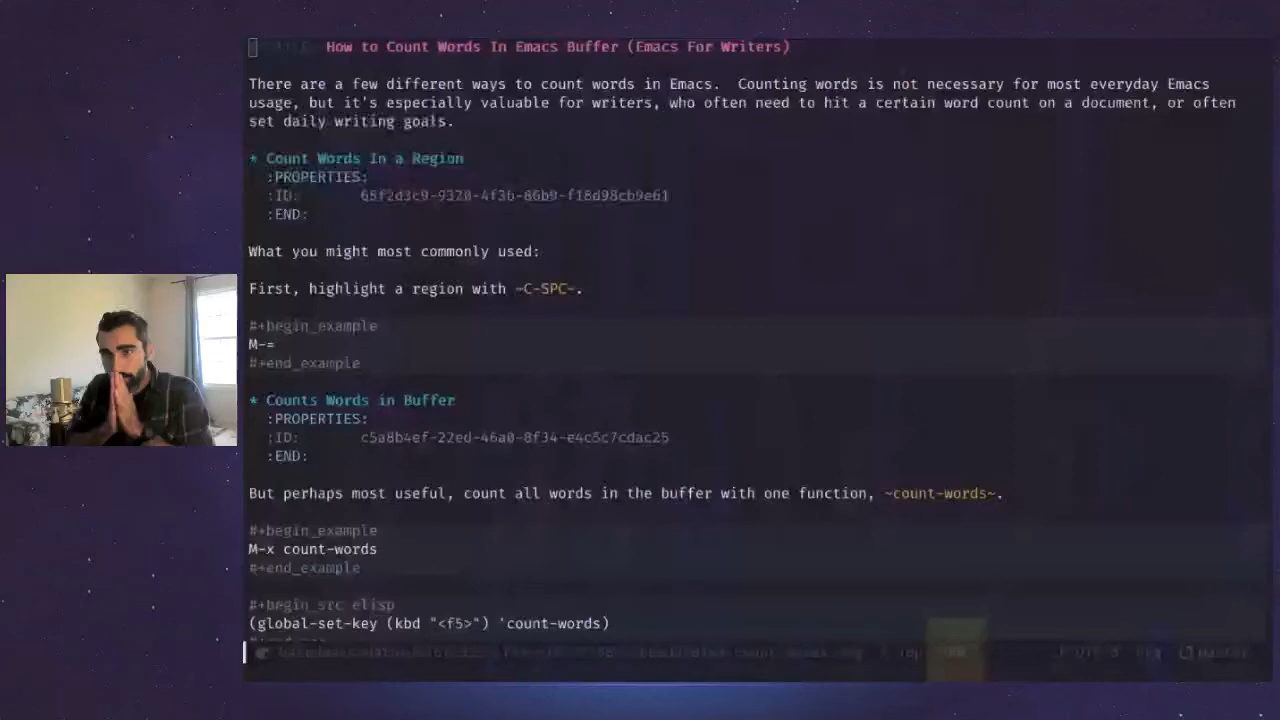 How to Count Words In Emacs Buffer (Emacs For Writers)
There are a few different ways to count words in Emacs.  Counting words is not necessary for most everyday Emacs
usage, but it's especially valuable for writers, who often need to hit a certain word count on a document, or often
set daily writing goals.
* Count Words In a Region
:PROPERTIES:
:ID:       65f2d3c9-9320-4f3b-86b9-f18d98cb9e61
:END:
What you might most commonly used:
First, highlight a region with ~C-SPC~.
#+begin_example
M-=
#+end_example
* Counts Words in Buffer
:PROPERTIES:
:ID:       c5a8b4ef-22ed-46a0-8f34-e4c5c7cdac25
:END:
But perhaps most useful, count all words in the buffer with one function, ~count-words~.
#+begin_example
M-x count-words
#+end_example
#+begin_src elisp
(global-set-key (kbd "<f5>") 'count-words)